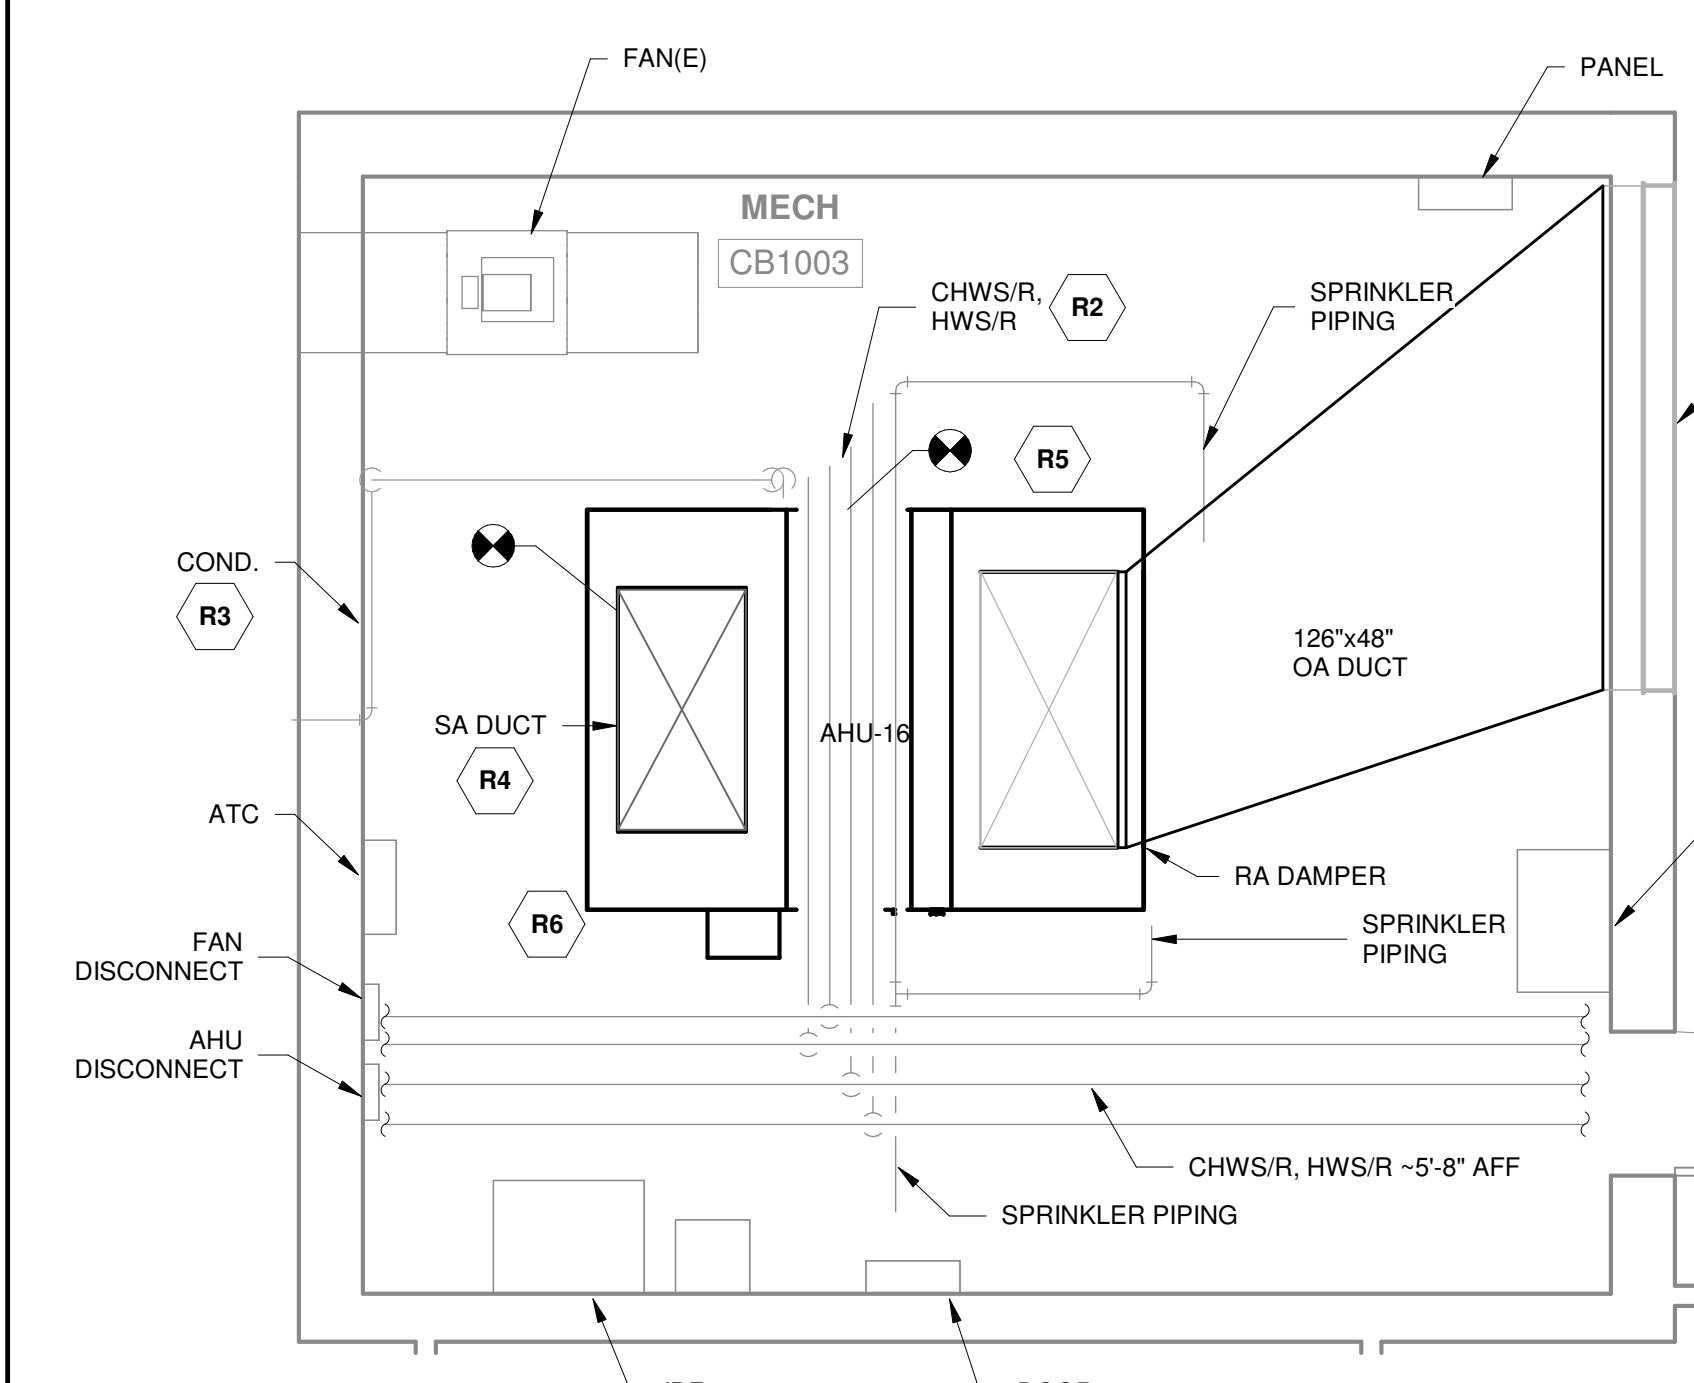 FAN(E)
PANEL
MECH
CB1003
CHWS/R,
HWS/R
R2
SPRINKLER
PIPING
R5
COND.
R3
126"x48"
OA DUCT
SA DUCT
AHU-16
R4
ATC
RA DAMPER
R6
SPRINKLER
PIPING
FAN
DISCONNECT
AHU
DISCONNECT
CHWS/R, HWS/R ~5'-8" AFF
SPRINKLER PIPING